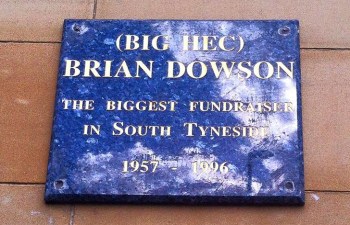 (BIG HEC)
BRIAN DOWSON
THE BIGGEST FUNDRAISER
IN SOUTH TYNESIDE
1957 - 1996